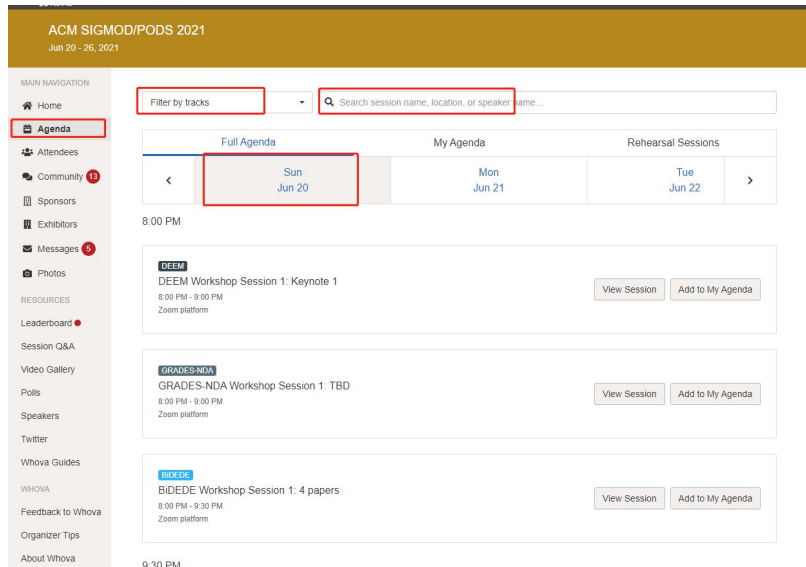 ACM SIGMOD/PODS 2021
Jun 20 - 26, 2021
MAIN NAVIGATION
Home
Agenda
Attendees
Community 13
Sponsors
Exhibitors
Messages 5
Photos
RESOURCES
Leaderboard
Session Q&A
Video Gallery
Polls
Speakers
Twitter
Whova Guides
WHOVA
Feedback to Whova
Organizer Tips
About Whova
Filter by tracks
Search session name, location, or speaker name...
Full Agenda
My Agenda
Rehearsal Sessions
Sun
Jun 20
Mon
Jun 21
Tue
Jun 22
8:00 PM
DEEM
DEEM Workshop Session 1: Keynote 1
8:00 PM - 9:00 PM
Zoom platform
View Session
Add to My Agenda
GRADES-NDA
GRADES-NDA Workshop Session 1: TBD
8:00 PM - 9:00 PM
Zoom platform
View Session
Add to My Agenda
BiDEDE
BiDEDE Workshop Session 1: 4 papers
8:00 PM - 9:30 PM
Zoom platform
View Session
Add to My Agenda
9:30 PM